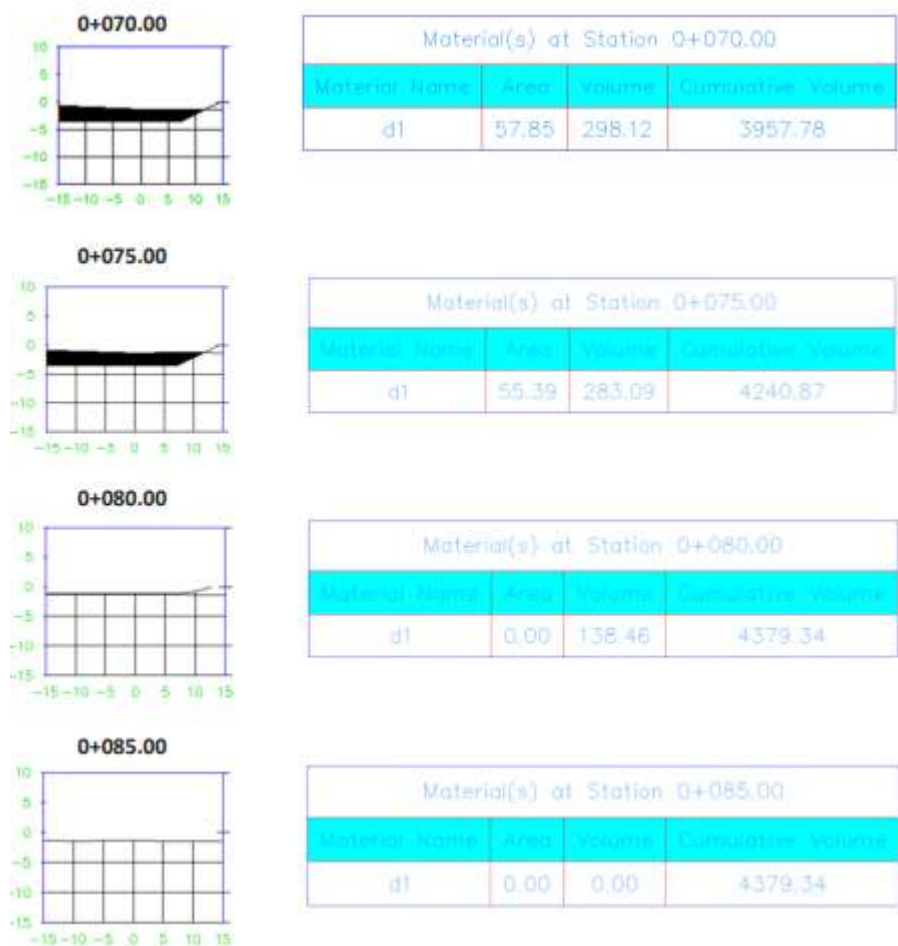 0+070.00
10
5
0
-5
-10
-15
-15 -10 -5 0 5 10 15
Material(s) at Station 0+070.00
Material Name Area Volume Cumulative Volume
d1 57.85 298.12 3957.78
0+075.00
10
5
0
-5
-10
-15
-15 -10 -5 0 5 10 15
Material(s) at Station 0+075.00
Material Name Area Volume Cumulative Volume
d1 55.39 283.09 4240.87
0+080.00
10
5
0
-5
-10
-15
-15 -10 -5 0 5 10 15
Material(s) at Station 0+080.00
Material Name Area Volume Cumulative Volume
d1 0.00 138.46 4379.34
0+085.00
10
5
0
-5
-10
-15
-15 -10 -5 0 5 10 15
Material(s) at Station 0+085.00
Material Name Area Volume Cumulative Volume
d1 0.00 0.00 4379.34